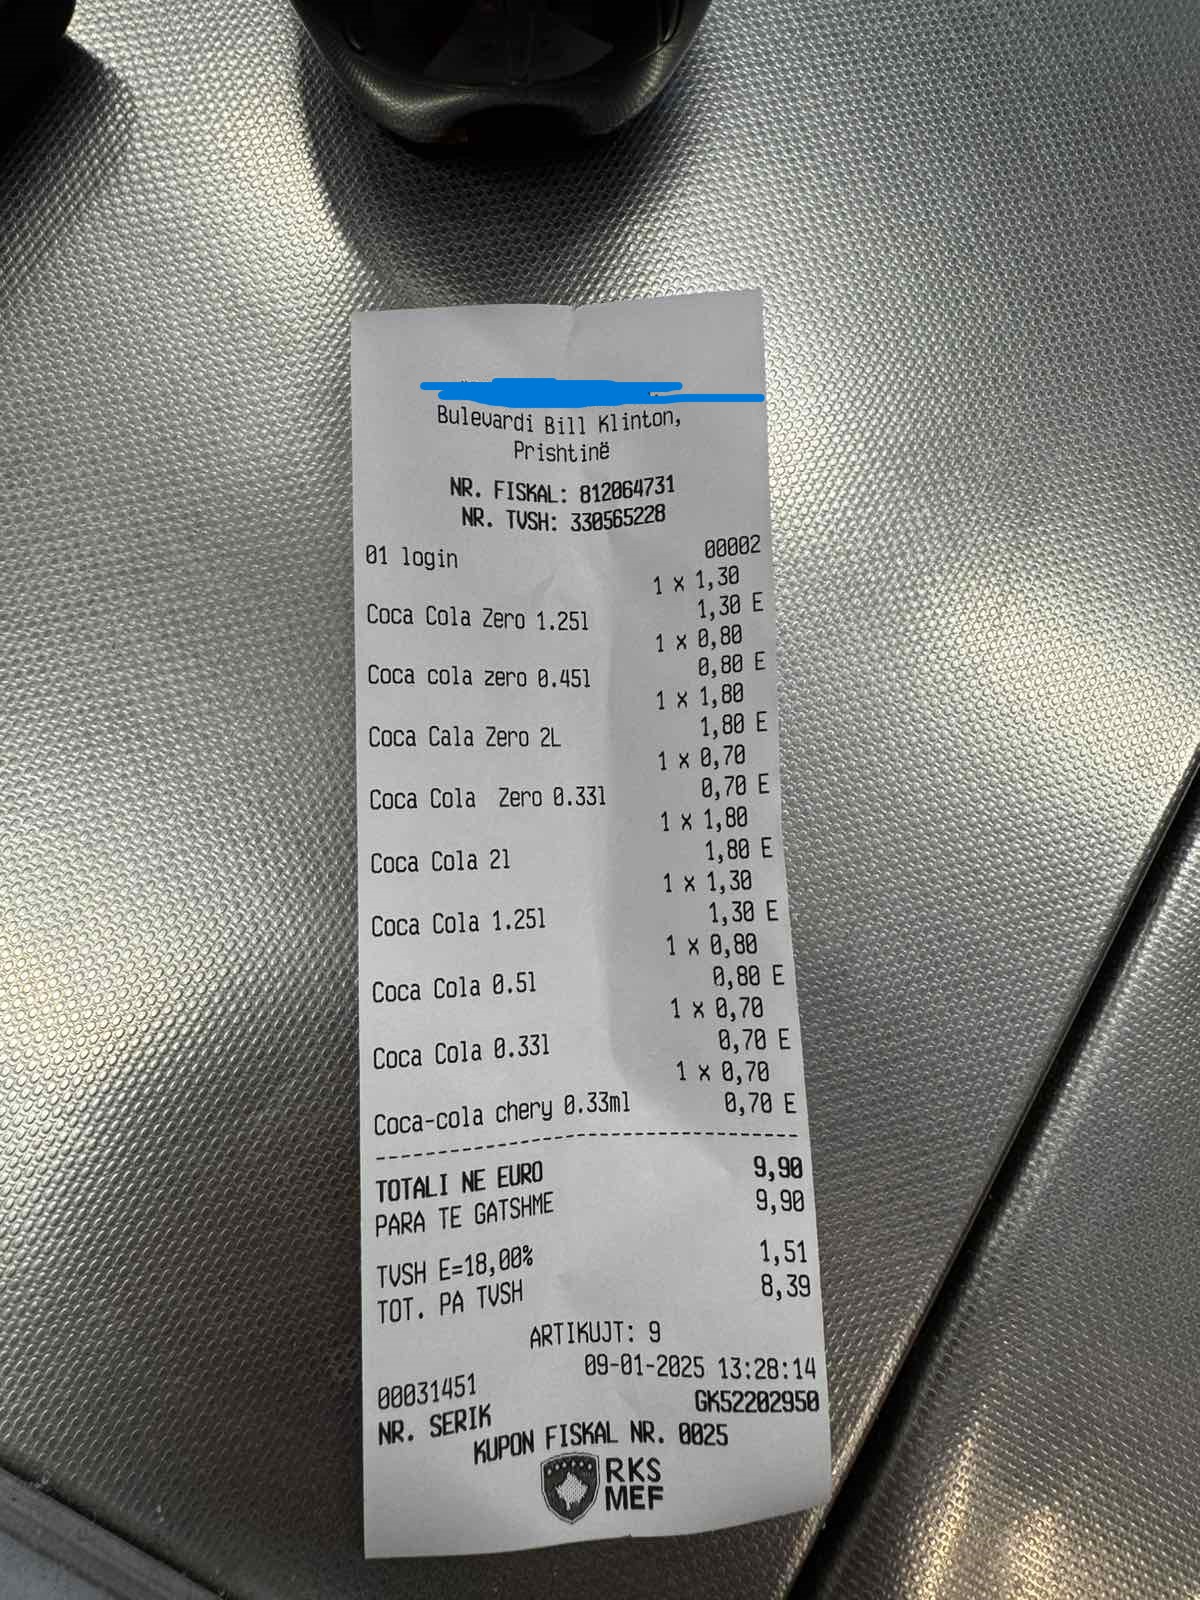 Bulevardi Bill Klinton,
Prishtinë
NR. FISKAL: 812064731
NR. TVSH: 330565228
01 login 00002
1 x 1,30
Coca Cola Zero 1.25l 1,30 E
1 x 0,80
Coca cola zero 0.45l 0,80 E
1 x 1,80
Coca Cala Zero 2L 1,80 E
1 x 0,70
Coca Cola Zero 0.33l 0,70 E
1 x 1,80
Coca Cola 2l 1,80 E
1 x 1,30
Coca Cola 1.25l 1,30 E
1 x 0,80
Coca Cola 0.5l 0,80 E
1 x 0,70
Coca Cola 0.33l 0,70 E
1 x 0,70
Coca-cola chery 0.33ml 0,70 E
TOTALI NE EURO 9,90
PARA TE GATSHME 9,90
TVSH E=18,00% 1,51
TOT. PA TVSH 8,39
ARTIKUJT: 9
09-01-2025 13:28:14
00031451
NR. SERIK GK52202950
KUPON FISKAL NR. 0025
RKS
MEF